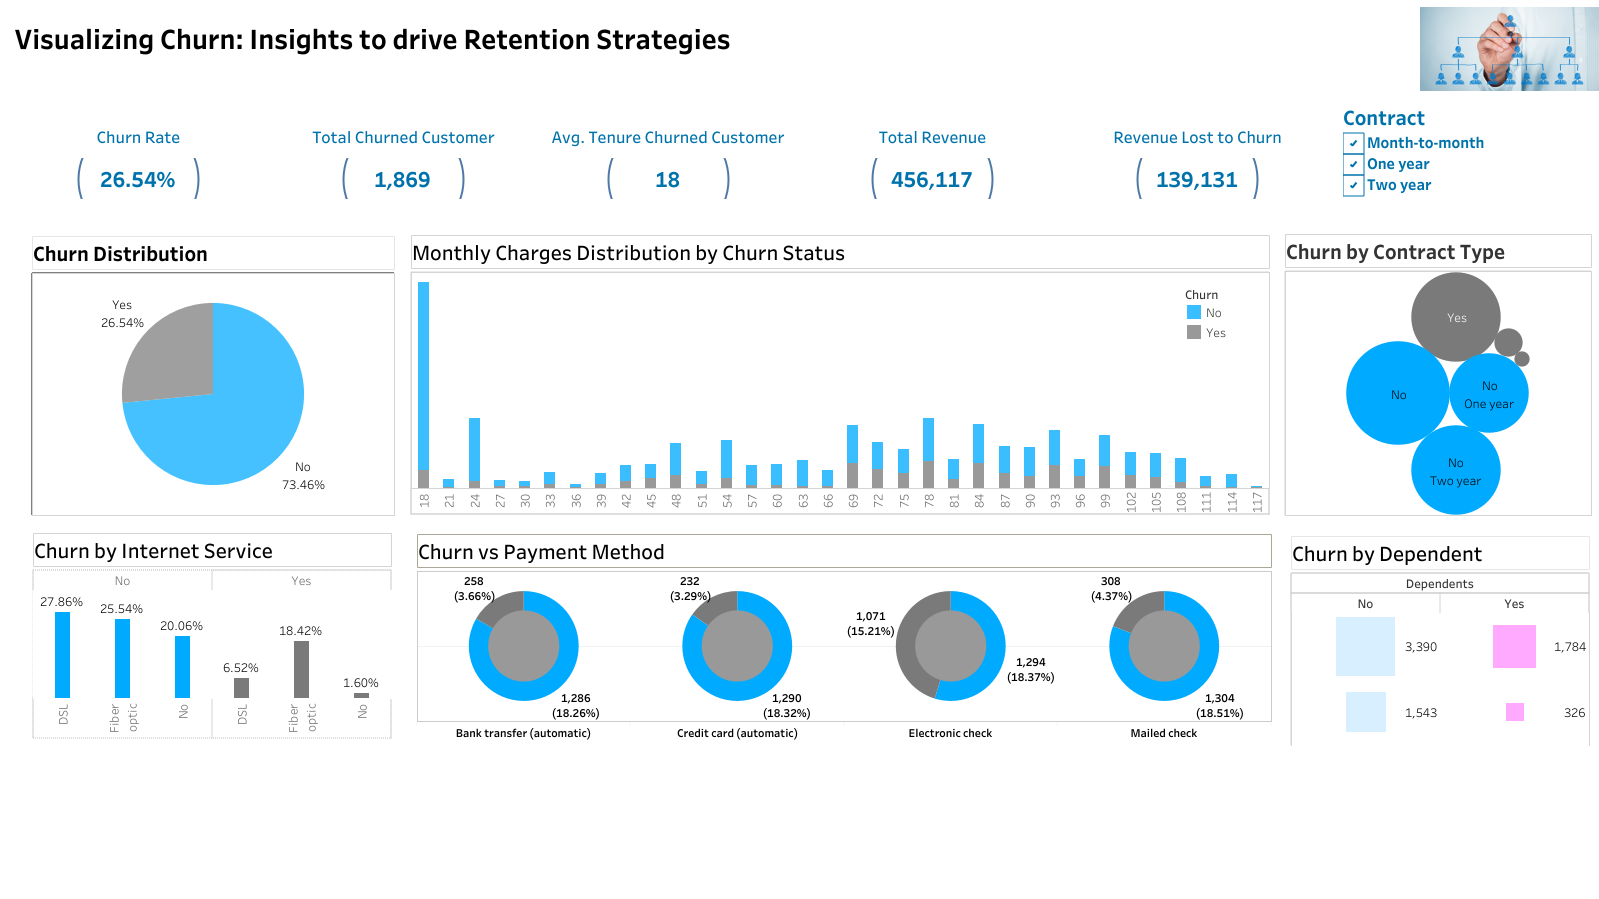 Visualizing Churn: Insights to drive Retention Strategies
Churn Rate
26.54%
Total Churned Customer
1,869
Avg. Tenure Churned Customer
18
Total Revenue
456,117
Revenue Lost to Churn
139,131
Contract
Month-to-month
One year
Two year
Churn Distribution
Yes
26.54%
No
73.46%
Monthly Charges Distribution by Churn Status
Churn
No
Yes
18 21 24 27 30 33 36 39 42 45 48 51 54 57 60 63 66 69 72 75 78 81 84 87 90 93 96 99 102 105 108 111 114 117
Churn by Contract Type
Yes
No
No
One year
No
Two year
Churn by Internet Service
No Yes
27.86%
25.54%
20.06%
6.52%
18.42%
1.60%
DSL
Fiber
optic
No
DSL
Fiber
optic
No
Churn vs Payment Method
258
(3.66%)
1,286
(18.26%)
232
(3.29%)
1,290
(18.32%)
1,071
(15.21%)
1,294
(18.37%)
308
(4.37%)
1,304
(18.51%)
Bank transfer (automatic)
Credit card (automatic)
Electronic check
Mailed check
Churn by Dependent
Dependents
No Yes
3,390 1,784
1,543 326